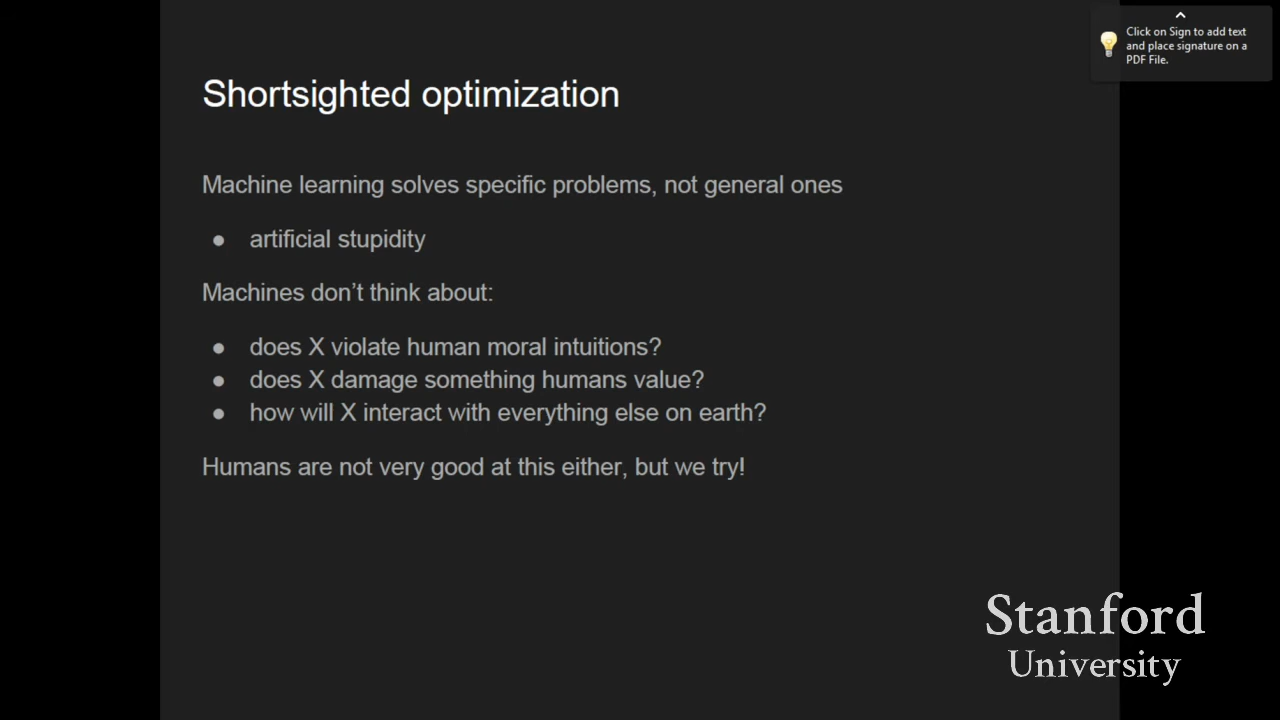 Click on Sign to add text
and place signature on a
PDF File.
Shortsighted optimization
Machine learning solves specific problems, not general ones
● artificial stupidity
Machines don’t think about:
● does X violate human moral intuitions?
● does X damage something humans value?
● how will X interact with everything else on earth?
Humans are not very good at this either, but we try!
Stanford
University